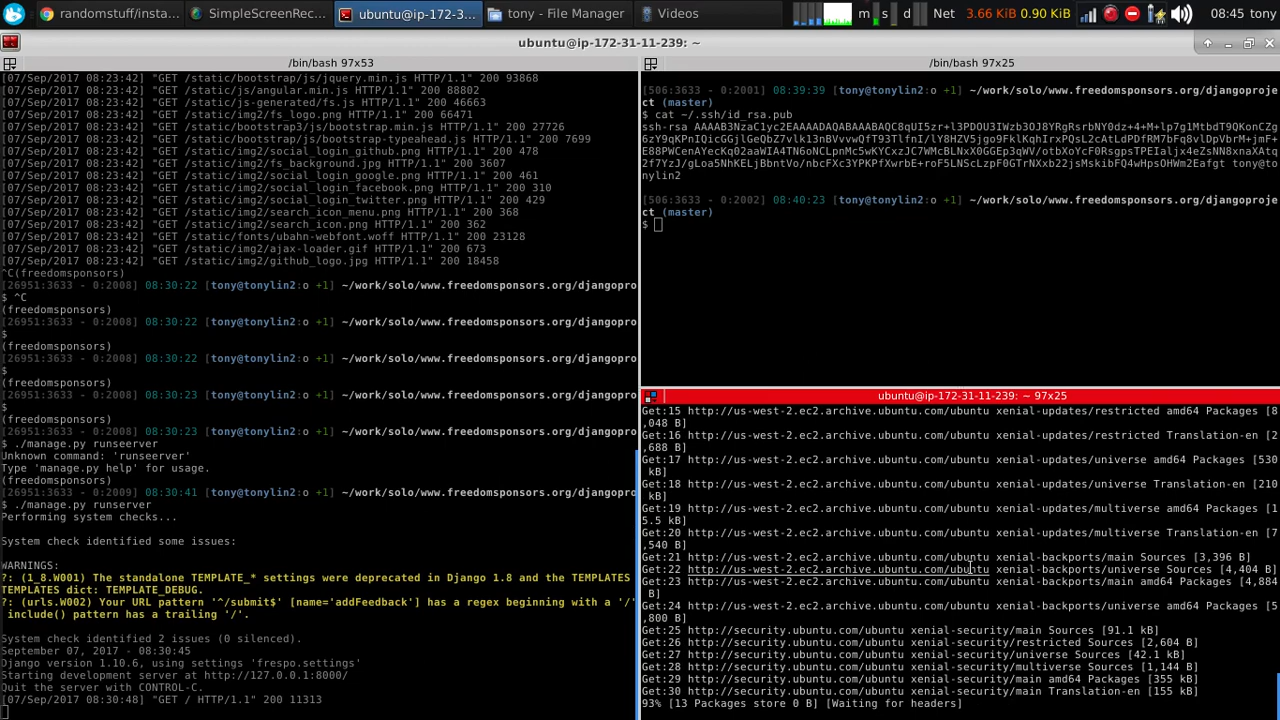 randomstuff/insta...
SimpleScreenRec...
ubuntu@ip-172-3...
tony - File Manager
Videos
m s d Net 3.66 KiB 0.90 KiB
08:45 tony
ubuntu@ip-172-31-11-239: ~
/bin/bash 97x53
[07/Sep/2017 08:23:42] "GET /static/bootstrap/js/jquery.min.js HTTP/1.1" 200 93868
[07/Sep/2017 08:23:42] "GET /static/js/angular.min.js HTTP/1.1" 200 88802
[07/Sep/2017 08:23:42] "GET /static/js-generated/fs.js HTTP/1.1" 200 46663
[07/Sep/2017 08:23:42] "GET /static/img2/fs_logo.png HTTP/1.1" 200 66471
[07/Sep/2017 08:23:42] "GET /static/bootstrap3/js/bootstrap.min.js HTTP/1.1" 200 27726
[07/Sep/2017 08:23:42] "GET /static/js/bootstrap-typeahead.js HTTP/1.1" 200 7699
[07/Sep/2017 08:23:42] "GET /static/img2/social_login_github.png HTTP/1.1" 200 478
[07/Sep/2017 08:23:42] "GET /static/img2/fs_background.jpg HTTP/1.1" 200 3607
[07/Sep/2017 08:23:42] "GET /static/img2/social_login_google.png HTTP/1.1" 200 461
[07/Sep/2017 08:23:42] "GET /static/img2/social_login_facebook.png HTTP/1.1" 200 310
[07/Sep/2017 08:23:42] "GET /static/img2/social_login_twitter.png HTTP/1.1" 200 429
[07/Sep/2017 08:23:42] "GET /static/img2/search_icon_menu.png HTTP/1.1" 200 368
[07/Sep/2017 08:23:42] "GET /static/img2/search_icon.png HTTP/1.1" 200 362
[07/Sep/2017 08:23:42] "GET /static/fonts/ubahn-webfont.woff HTTP/1.1" 200 23128
[07/Sep/2017 08:23:42] "GET /static/img2/ajax-loader.gif HTTP/1.1" 200 673
[07/Sep/2017 08:23:42] "GET /static/img2/github_logo.jpg HTTP/1.1" 200 18458
^C(freedomsponsors)
[26951:3633 - 0:2008] 08:30:22 [tony@tonylin2:o +1] ~/work/solo/www.freedomsponsors.org/djangopro
$ ^C
(freedomsponsors)
[26951:3633 - 0:2008] 08:30:22 [tony@tonylin2:o +1] ~/work/solo/www.freedomsponsors.org/djangopro
$
(freedomsponsors)
[26951:3633 - 0:2008] 08:30:22 [tony@tonylin2:o +1] ~/work/solo/www.freedomsponsors.org/djangopro
$
(freedomsponsors)
[26951:3633 - 0:2008] 08:30:23 [tony@tonylin2:o +1] ~/work/solo/www.freedomsponsors.org/djangopro
$
(freedomsponsors)
[26951:3633 - 0:2008] 08:30:23 [tony@tonylin2:o +1] ~/work/solo/www.freedomsponsors.org/djangopro
$ ./manage.py runseerver
Unknown command: 'runseerver'
Type 'manage.py help' for usage.
(freedomsponsors)
[26951:3633 - 0:2009] 08:30:41 [tony@tonylin2:o +1] ~/work/solo/www.freedomsponsors.org/djangopro
$ ./manage.py runserver
Performing system checks...
System check identified some issues:
WARNINGS:
?: (1_8.W001) The standalone TEMPLATE_* settings were deprecated in Django 1.8 and the TEMPLATES
TEMPLATES dict: TEMPLATE_DEBUG.
?: (urls.W002) Your URL pattern '^/submit$' [name='addFeedback'] has a regex beginning with a '/'
include() pattern has a trailing '/'.
System check identified 2 issues (0 silenced).
September 07, 2017 - 08:30:45
Django version 1.10.6, using settings 'frespo.settings'
Starting development server at http://127.0.0.1:8000/
Quit the server with CONTROL-C.
[07/Sep/2017 08:30:48] "GET / HTTP/1.1" 200 11313
/bin/bash 97x25
[506:3633 - 0:2001] 08:39:39 [tony@tonylin2:o +1] ~/work/solo/www.freedomsponsors.org/djangoproje
ct (master)
$ cat ~/.ssh/id_rsa.pub
ssh-rsa
tony@to
nylin2
[506:3633 - 0:2002] 08:40:23 [tony@tonylin2:o +1] ~/work/solo/www.freedomsponsors.org/djangoproje
ct (master)
$
ubuntu@ip-172-31-11-239: ~ 97x25
Get:15 http://us-west-2.ec2.archive.ubuntu.com/ubuntu xenial-updates/restricted amd64 Packages [8
,048 B]
Get:16 http://us-west-2.ec2.archive.ubuntu.com/ubuntu xenial-updates/restricted Translation-en [2
,688 B]
Get:17 http://us-west-2.ec2.archive.ubuntu.com/ubuntu xenial-updates/universe amd64 Packages [530
kB]
Get:18 http://us-west-2.ec2.archive.ubuntu.com/ubuntu xenial-updates/universe Translation-en [210
kB]
Get:19 http://us-west-2.ec2.archive.ubuntu.com/ubuntu xenial-updates/multiverse amd64 Packages [1
5.5 kB]
Get:20 http://us-west-2.ec2.archive.ubuntu.com/ubuntu xenial-updates/multiverse Translation-en [7
,540 B]
Get:21 http://us-west-2.ec2.archive.ubuntu.com/ubuntu xenial-backports/main Sources [3,396 B]
Get:22 http://us-west-2.ec2.archive.ubuntu.com/ubuntu xenial-backports/universe Sources [4,404 B]
Get:23 http://us-west-2.ec2.archive.ubuntu.com/ubuntu xenial-backports/main amd64 Packages [4,884
B]
Get:24 http://us-west-2.ec2.archive.ubuntu.com/ubuntu xenial-backports/universe amd64 Packages [5
,800 B]
Get:25 http://security.ubuntu.com/ubuntu xenial-security/main Sources [91.1 kB]
Get:26 http://security.ubuntu.com/ubuntu xenial-security/restricted Sources [2,604 B]
Get:27 http://security.ubuntu.com/ubuntu xenial-security/universe Sources [42.1 kB]
Get:28 http://security.ubuntu.com/ubuntu xenial-security/multiverse Sources [1,144 B]
Get:29 http://security.ubuntu.com/ubuntu xenial-security/main amd64 Packages [355 kB]
Get:30 http://security.ubuntu.com/ubuntu xenial-security/main Translation-en [155 kB]
93% [13 Packages store 0 B] [Waiting for headers]